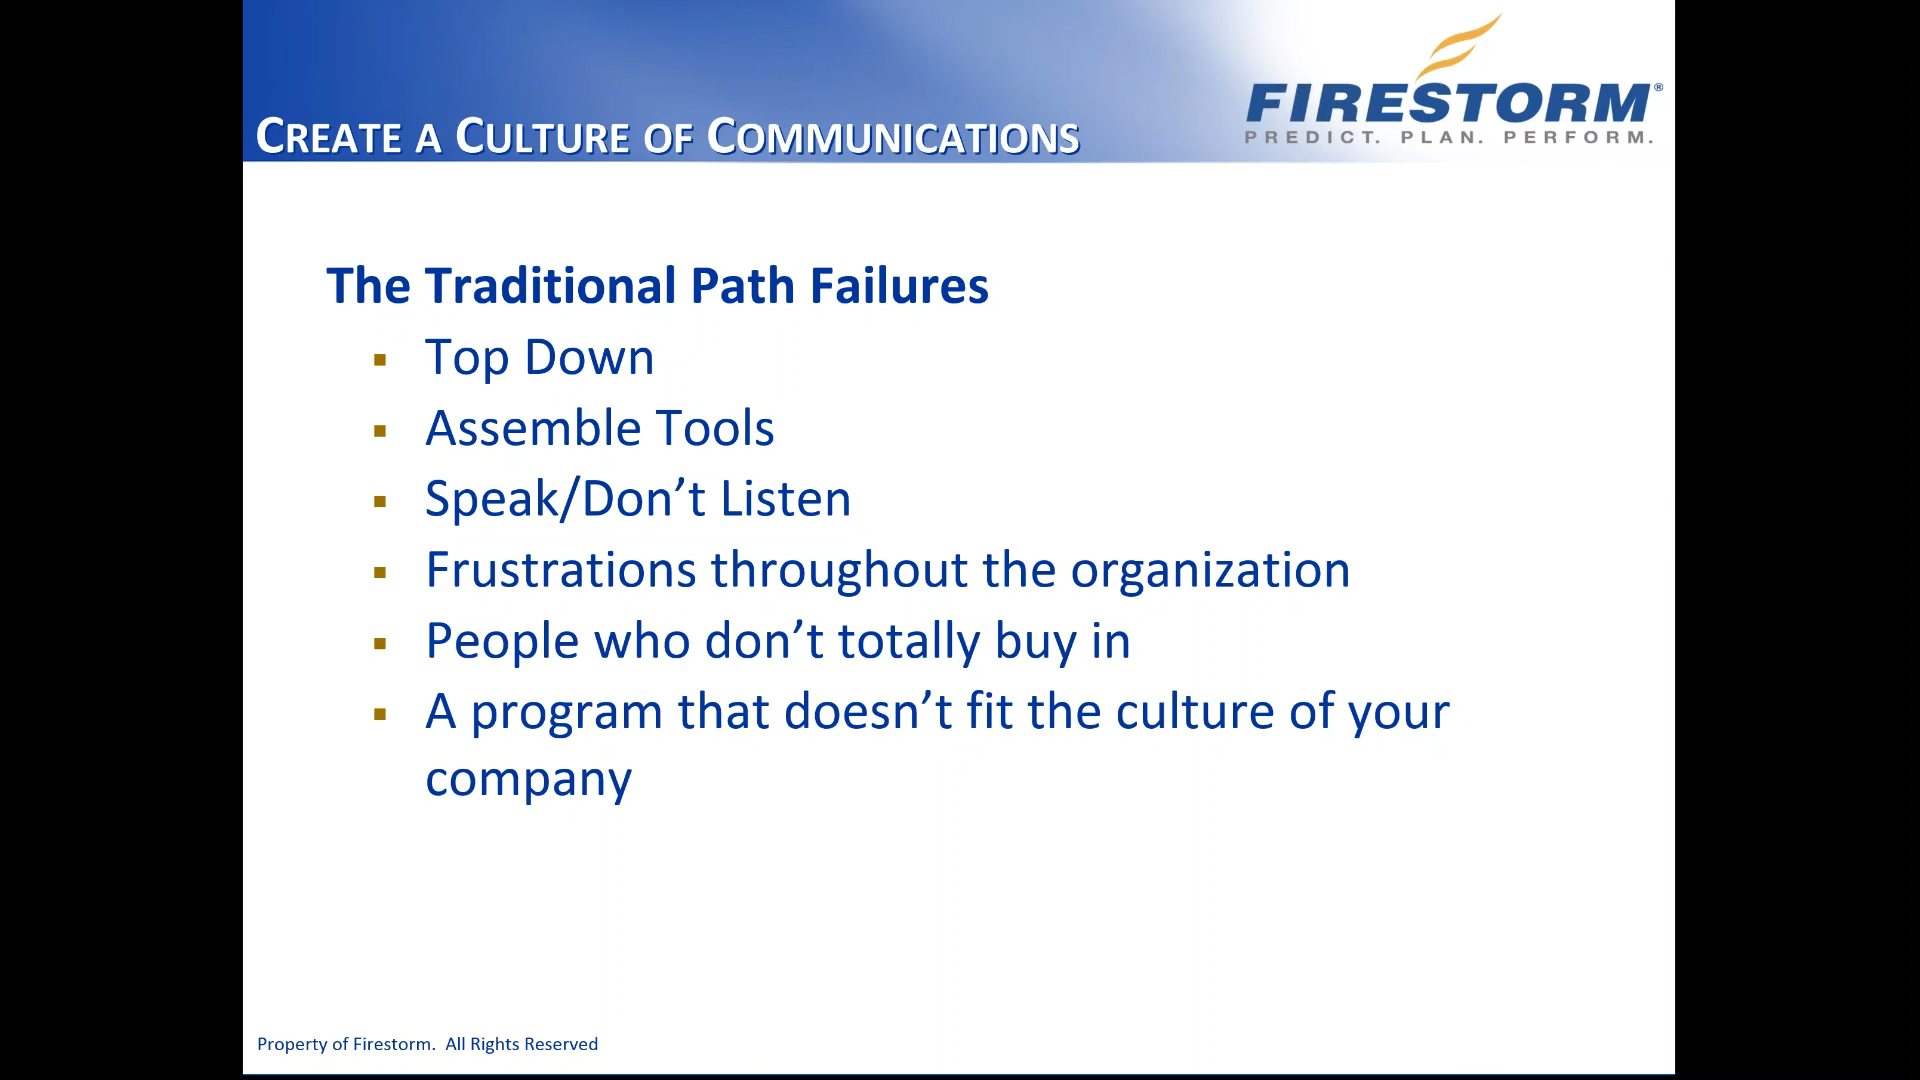 CREATE A CULTURE OF COMMUNICATIONS
FIRESTORM®
PREDICT. PLAN. PERFORM.
The Traditional Path Failures
▪ Top Down
▪ Assemble Tools
▪ Speak/Don’t Listen
▪ Frustrations throughout the organization
▪ People who don’t totally buy in
▪ A program that doesn’t fit the culture of your
company
Property of Firestorm.  All Rights Reserved